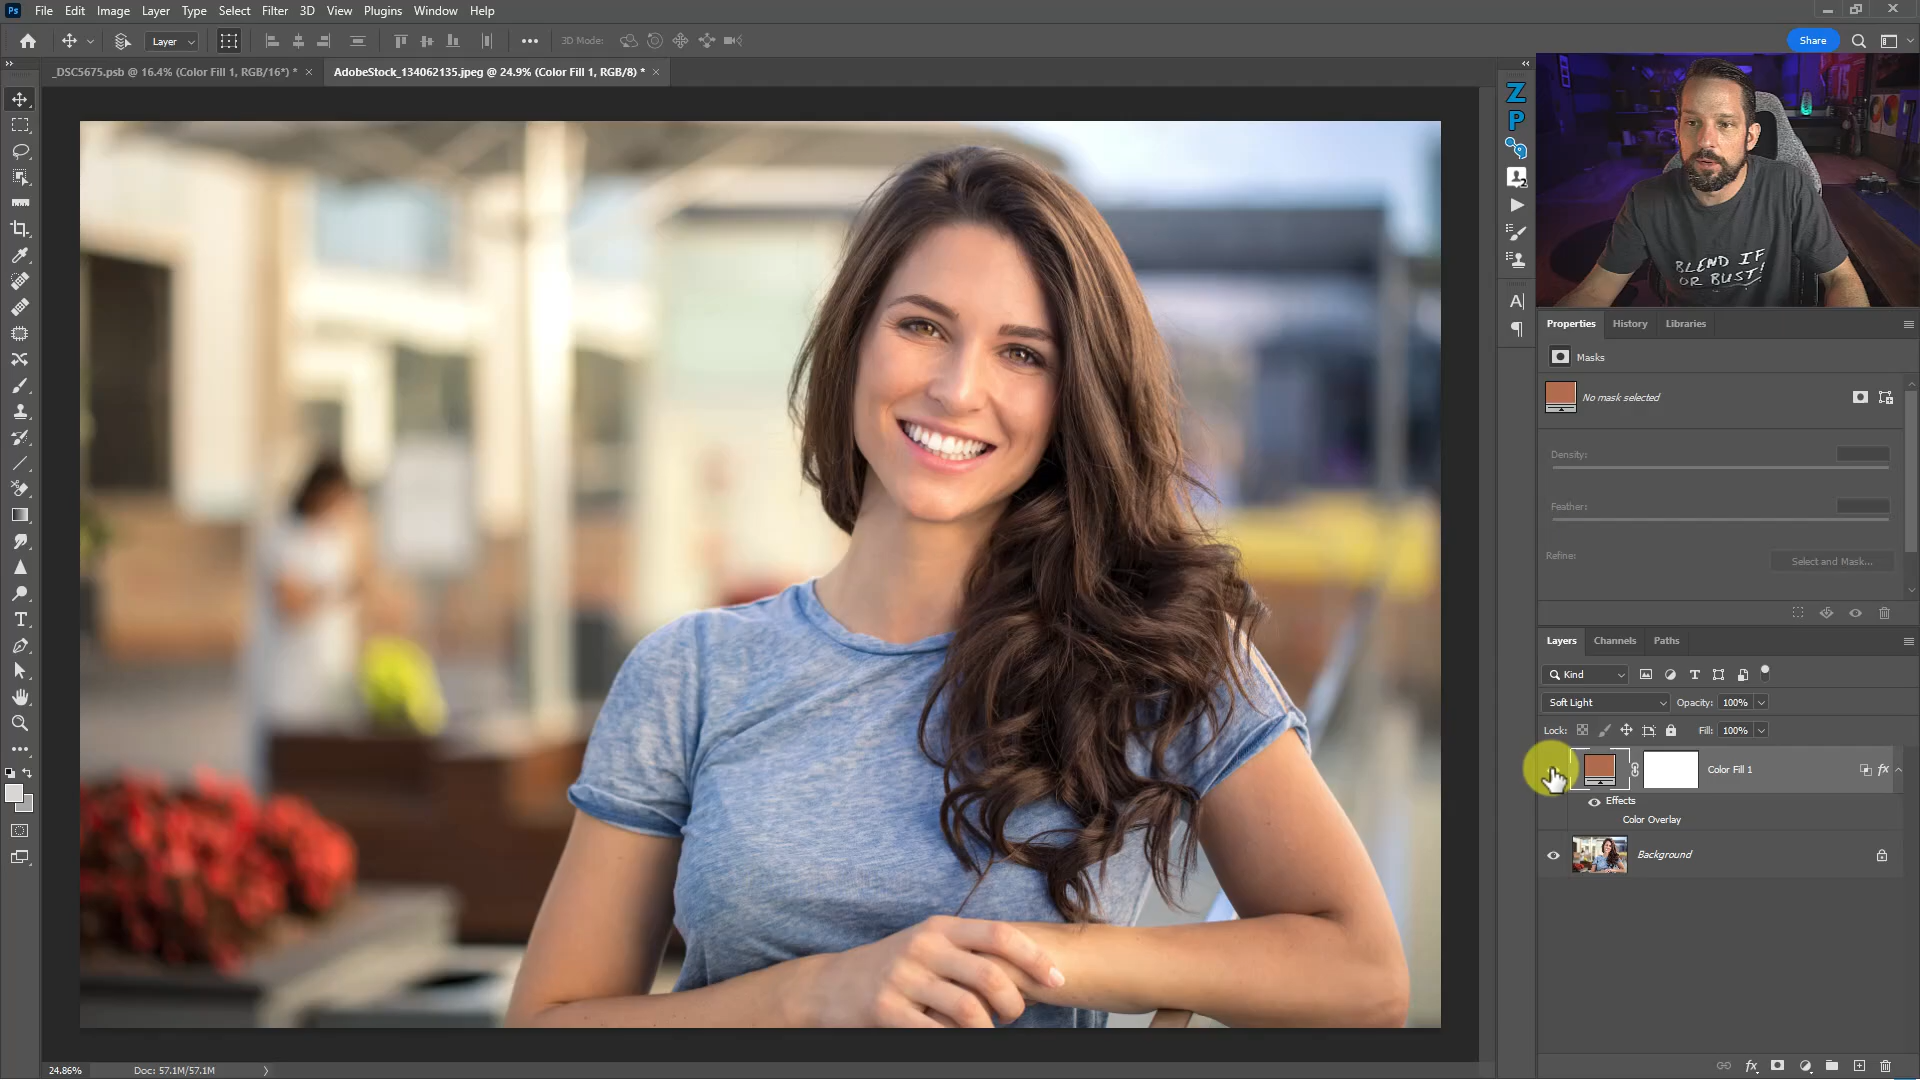 Ps File Edit Image Layer Type Select Filter 3D View Plugins Window Help
Layer ••• 3D Mode: Share
_DSC5675.psb @ 16.4% (Color Fill 1, RGB/16*) * × AdobeStock_134062135.jpeg @ 24.9% (Color Fill 1, RGB/8) * ×
Z
P
BLEND IF
OR BUST!
Properties History Libraries
Masks
No mask selected
Density:
Feather:
Refine: Select and Mask...
Layers Channels Paths
Kind
Soft Light Opacity: 100%
Lock: Fill: 100%
Color Fill 1 fx
Effects
Color Overlay
Background
24.86% Doc: 57.1M/57.1M